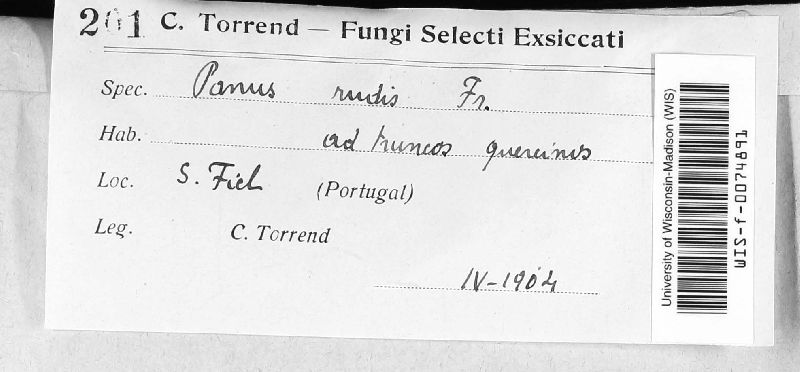 201 C. Torrend — Fungi Selecti Exsiccati
Spec. Panus rudis Fr.
Hab. ad truncos quercinos
Loc. S. Fiel (Portugal)
Leg. C. Torrend
IV-1904
University of Wisconsin-Madison (WIS)
WIS-f-0074891